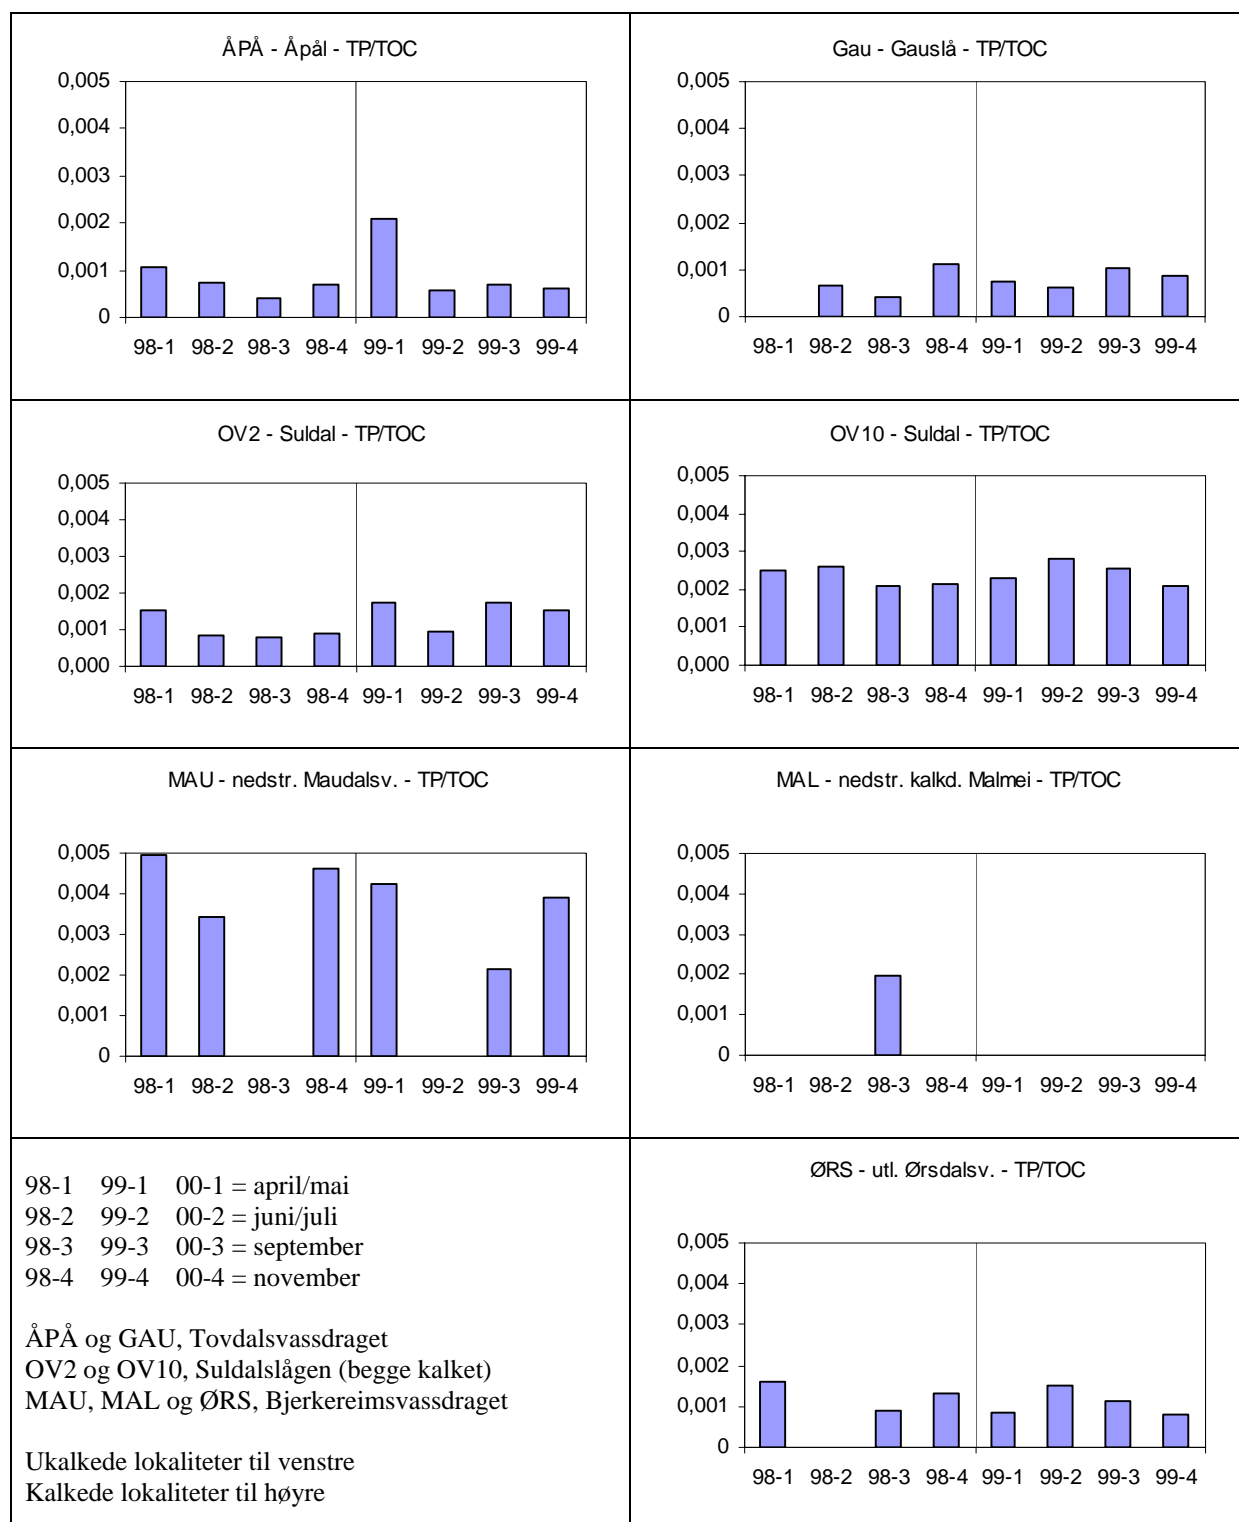 ÅPÅ - Åpål - TP/TOC
0,005
0,004
0,003
0,002
0,001
0
98-1 98-2 98-3 98-4 99-1 99-2 99-3 99-4
Gau - Gauslå - TP/TOC
0,005
0,004
0,003
0,002
0,001
0
98-1 98-2 98-3 98-4 99-1 99-2 99-3 99-4
OV2 - Suldal - TP/TOC
0,005
0,004
0,003
0,002
0,001
0,000
98-1 98-2 98-3 98-4 99-1 99-2 99-3 99-4
OV10 - Suldal - TP/TOC
0,005
0,004
0,003
0,002
0,001
0,000
98-1 98-2 98-3 98-4 99-1 99-2 99-3 99-4
MAU - nedstr. Maudalsv. - TP/TOC
0,005
0,004
0,003
0,002
0,001
0
98-1 98-2 98-3 98-4 99-1 99-2 99-3 99-4
MAL - nedstr. kalkd. Malmei - TP/TOC
0,005
0,004
0,003
0,002
0,001
0
98-1 98-2 98-3 98-4 99-1 99-2 99-3 99-4
98-1 99-1 00-1 = april/mai
98-2 99-2 00-2 = juni/juli
98-3 99-3 00-3 = september
98-4 99-4 00-4 = november
ÅPÅ og GAU, Tovdalsvassdraget
OV2 og OV10, Suldalslågen (begge kalket)
MAU, MAL og ØRS, Bjerkereimsvassdraget
Ukalkede lokaliteter til venstre
Kalkede lokaliteter til høyre
ØRS - utl. Ørsdalsv. - TP/TOC
0,005
0,004
0,003
0,002
0,001
0
98-1 98-2 98-3 98-4 99-1 99-2 99-3 99-4